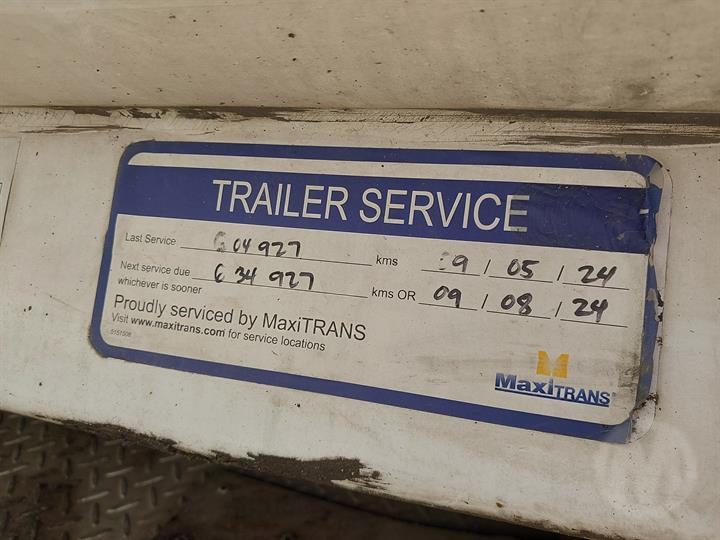 TRAILER SERVICE
Last Service 604927 kms 09 / 05 / 24
Next service due 634927 kms OR 09 / 08 / 24
whichever is sooner
Proudly serviced by MaxiTRANS
Visit www.maxitrans.com for service locations
5151508
MaxiTRANS